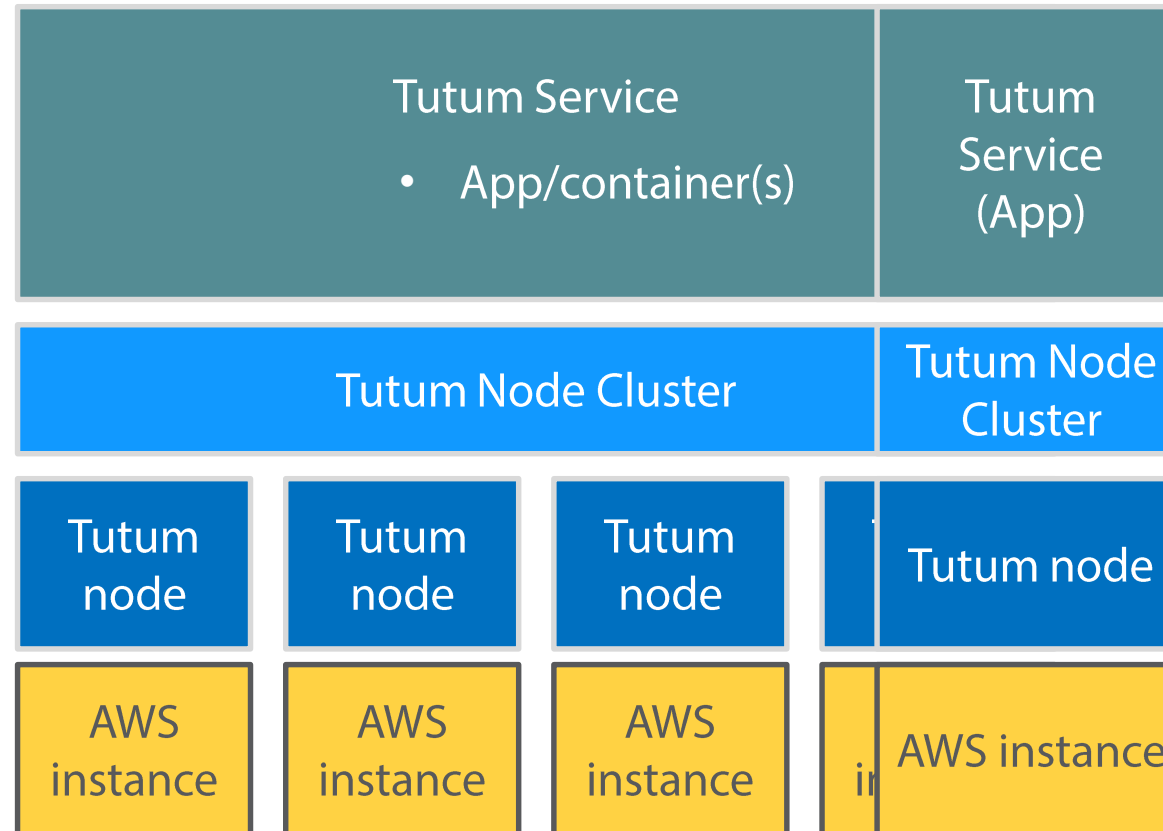 Tutum Service
• App/container(s)
Tutum
Service
(App)
Tutum Node Cluster
Tutum Node
Cluster
Tutum
node
Tutum
node
Tutum
node
Tutum node
AWS
instance
AWS
instance
AWS
instance
AWS instance